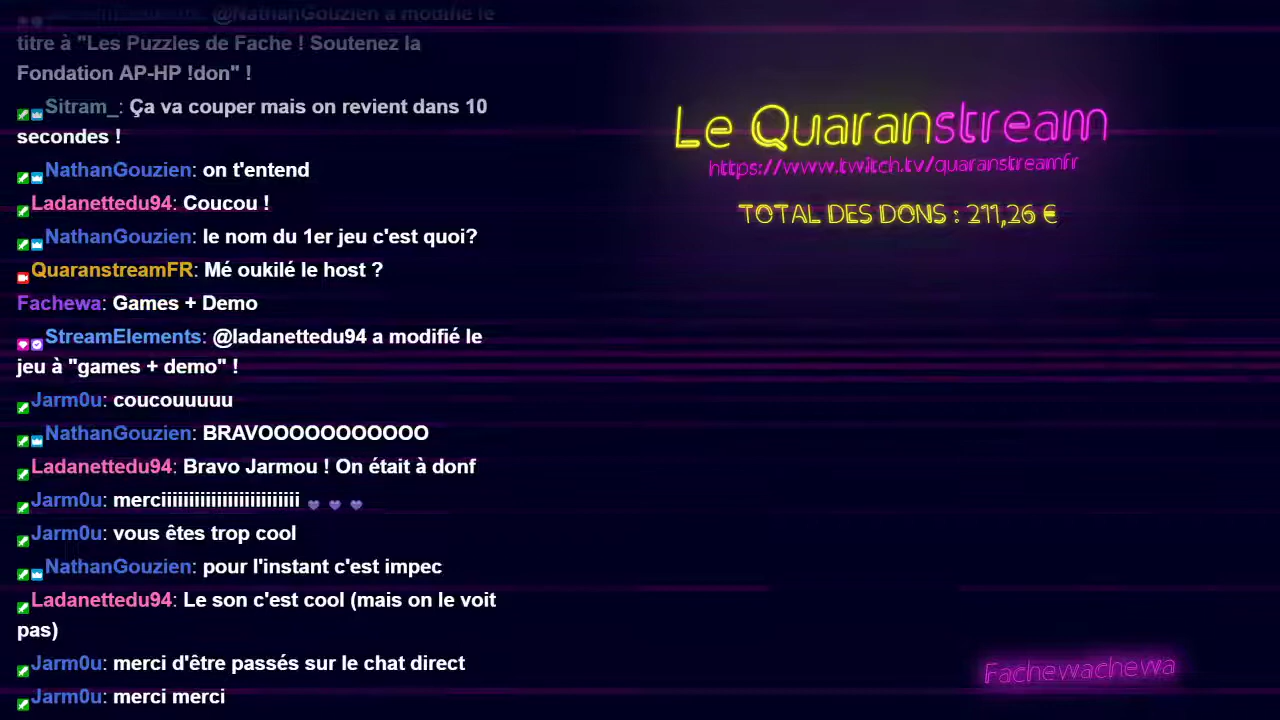 @NathanGouzien a modifié le
titre à "Les Puzzles de Fache ! Soutenez la
Fondation AP-HP !don" !
Sitram_: Ça va couper mais on revient dans 10
secondes !
NathanGouzien: on t'entend
Ladanettedu94: Coucou !
NathanGouzien: le nom du 1er jeu c'est quoi?
QuaranstreamFR: Mé oukilé le host ?
Fachewa: Games + Demo
StreamElements: @ladanettedu94 a modifié le
jeu à "games + demo" !
Jarm0u: coucouuuuu
NathanGouzien: BRAVOOOOOOOOOOO
Ladanettedu94: Bravo Jarmou ! On était à donf
Jarm0u: merciiiiiiiiiiiiiiiiiiiiiiiii
Jarm0u: vous êtes trop cool
NathanGouzien: pour l'instant c'est impec
Ladanettedu94: Le son c'est cool (mais on le voit
pas)
Jarm0u: merci d'être passés sur le chat direct
Jarm0u: merci merci
Le Quaranstream
https://www.twitch.tv/quaranstreamfr
TOTAL DES DONS : 211,26 €
Fachewachewa